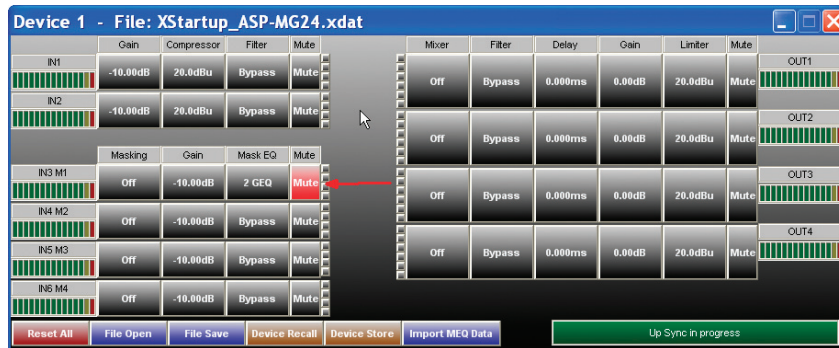 Device 1 - File: XStartup_ASP-MG24.xdat
Gain Compressor Filter Mute Mixer Filter Delay Gain Limiter Mute
IN1 -10.00dB 20.0dBu Bypass Mute
IN2 -10.00dB 20.0dBu Bypass Mute
Off Bypass 0.000ms 0.00dB 20.0dBu Mute OUT1
Off Bypass 0.000ms 0.00dB 20.0dBu Mute OUT2
Masking Gain Mask EQ Mute
IN3 M1 Off -10.00dB 2 GEQ Mute
IN4 M2 Off -10.00dB Bypass Mute
IN5 M3 Off -10.00dB Bypass Mute
IN6 M4 Off -10.00dB Bypass Mute
Off Bypass 0.000ms 0.00dB 20.0dBu Mute OUT3
Off Bypass 0.000ms 0.00dB 20.0dBu Mute OUT4
Reset All File Open File Save Device Recall Device Store Import MEQ Data Up Sync in progress